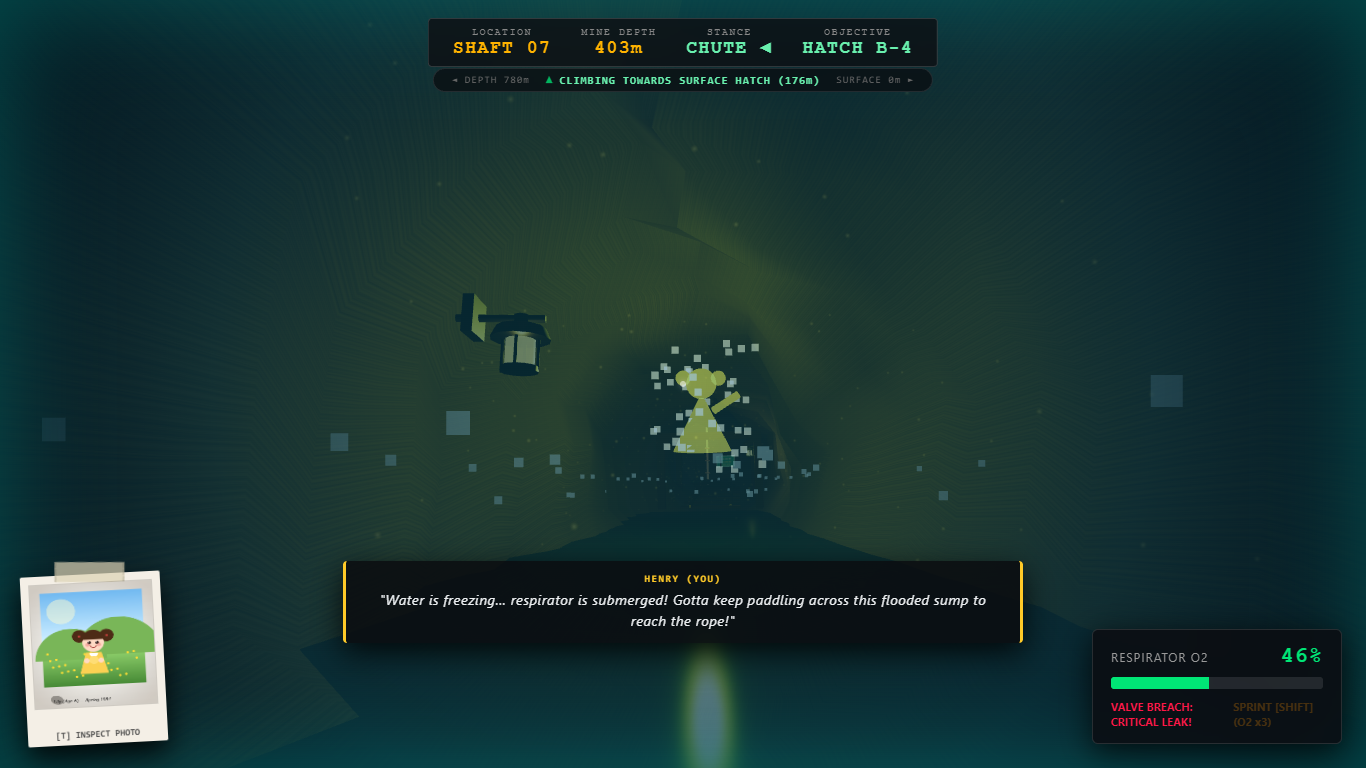 LOCATION MINE DEPTH STANCE OBJECTIVE
SHAFT 07 403m CHUTE ◄ HATCH B-4
◄ DEPTH 780m ▲ CLIMBING TOWARDS SURFACE HATCH (176m) SURFACE 0m ►
HENRY (YOU)
"Water is freezing... respirator is submerged! Gotta keep paddling across this flooded sump to
reach the rope!"
Spring 1987
[T] INSPECT PHOTO
RESPIRATOR O2 46%
VALVE BREACH: SPRINT [SHIFT]
CRITICAL LEAK! (O2 x3)